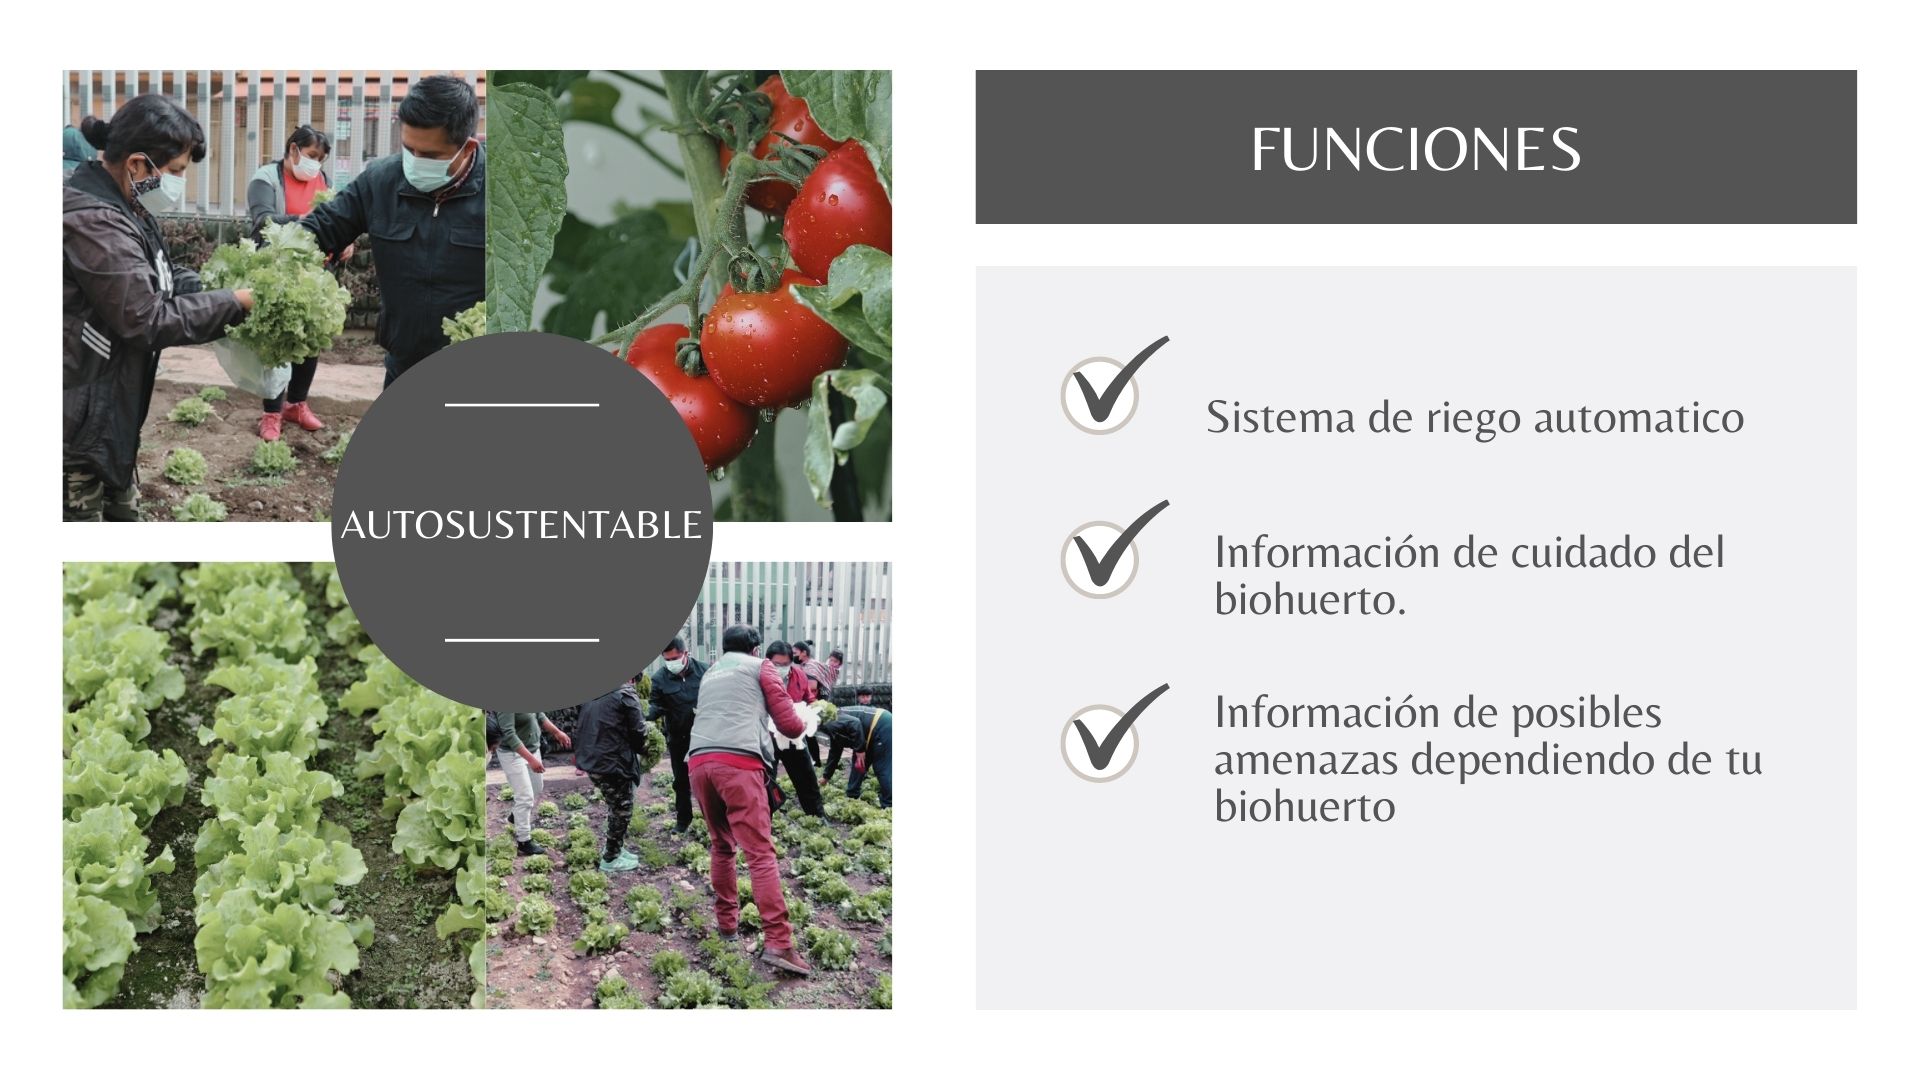 AUTOSUSTENTABLE
FUNCIONES
Sistema de riego automatico
Información de cuidado del
biohuerto.
Información de posibles
amenazas dependiendo de tu
biohuerto